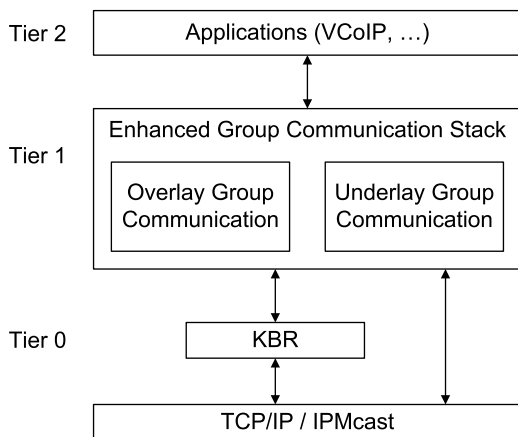 Tier 2
Applications (VCoIP, …)
Enhanced Group Communication Stack
Tier 1
Overlay Group
Communication
Underlay Group
Communication
Tier 0
KBR
TCP/IP / IPMcast